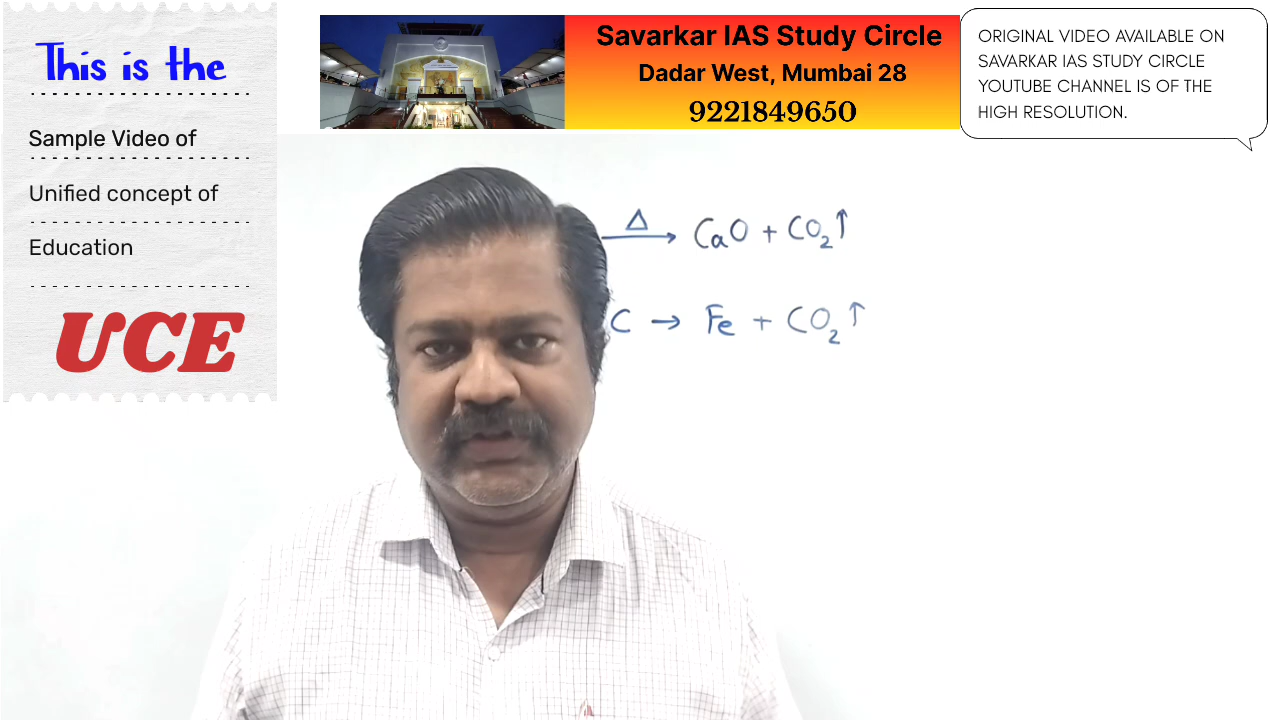 This is the
Sample Video of
Unified concept of
Education
UCE
Savarkar IAS Study Circle
Dadar West, Mumbai 28
9221849650
ORIGINAL VIDEO AVAILABLE ON
SAVARKAR IAS STUDY CIRCLE
YOUTUBE CHANNEL IS OF THE
HIGH RESOLUTION.
Δ
→ CaO + CO₂↑
C → Fe + CO₂↑